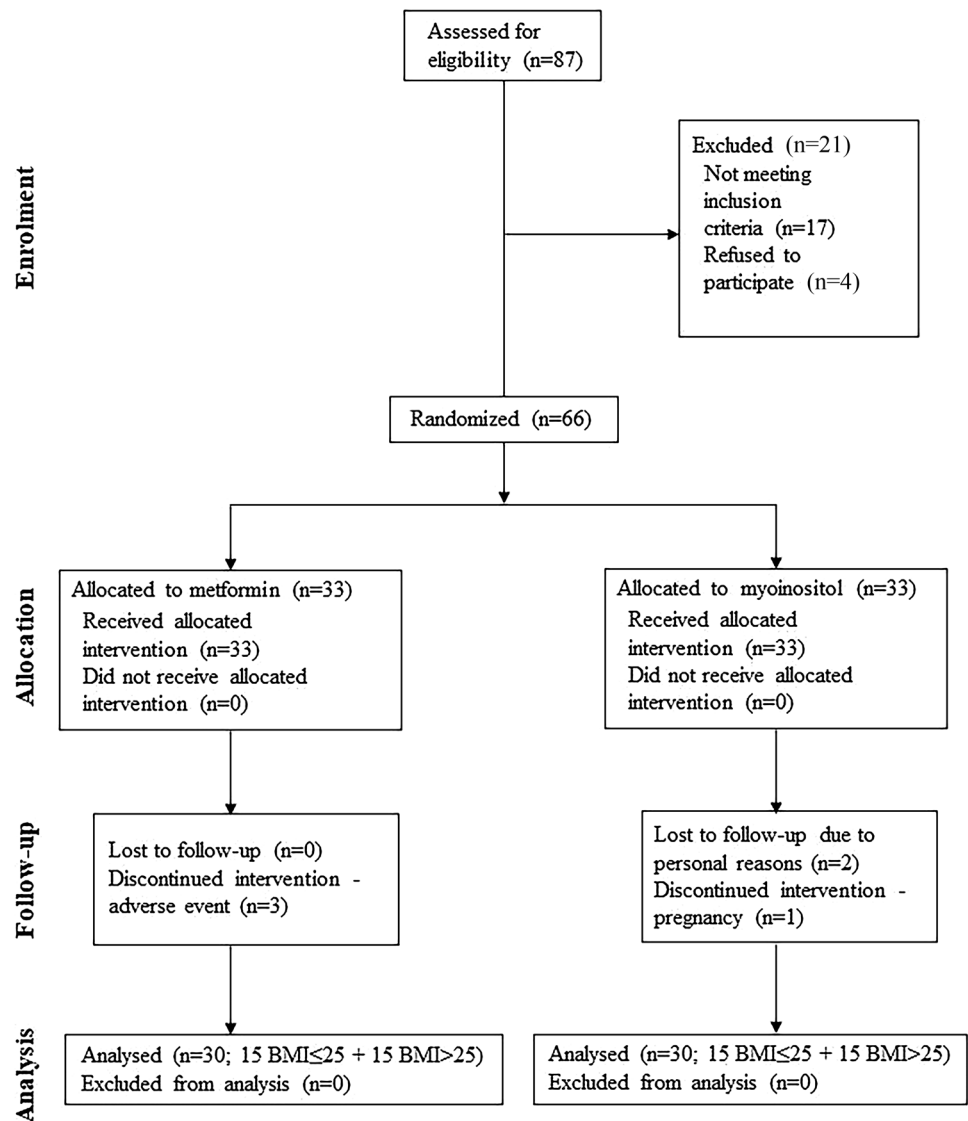 Assessed for
eligibility (n=87)
Enrolment
Excluded (n=21)
Not meeting
inclusion
criteria (n=17)
Refused to
participate (n=4)
Randomized (n=66)
Allocation
Allocated to metformin (n=33)
Received allocated
intervention (n=33)
Did not receive allocated
intervention (n=0)
Allocated to myoinositol (n=33)
Received allocated
intervention (n=33)
Did not receive allocated
intervention (n=0)
Follow-up
Lost to follow-up (n=0)
Discontinued intervention -
adverse event (n=3)
Lost to follow-up due to
personal reasons (n=2)
Discontinued intervention -
pregnancy (n=1)
Analysis
Analysed (n=30; 15 BMI≤25 + 15 BMI>25)
Excluded from analysis (n=0)
Analysed (n=30; 15 BMI≤25 + 15 BMI>25)
Excluded from analysis (n=0)